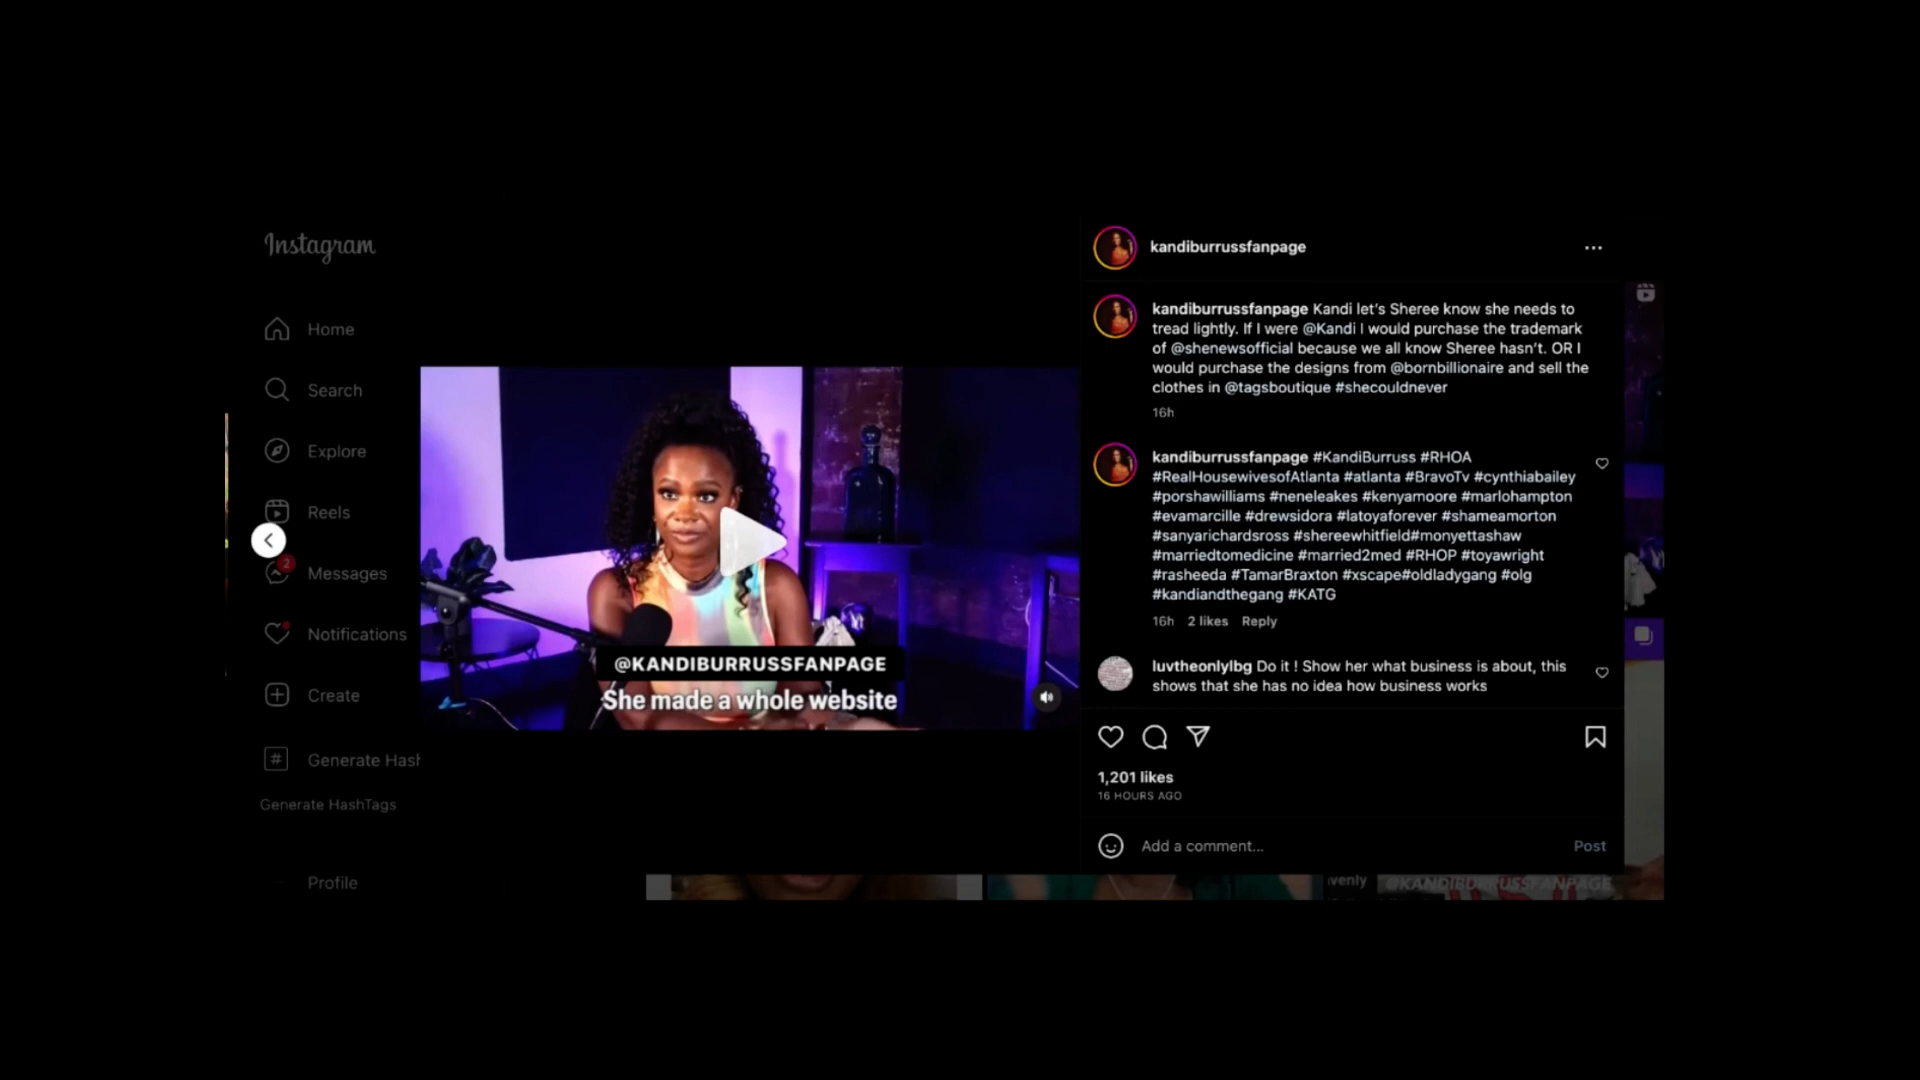 Instagram
Home
Search
Explore
Reels
2
Messages
Notifications
Create
#
Generate Hash
Generate HashTags
Profile
@KANDIBURRUSSFANPAGE
She made a whole website
kandiburrussfanpage
kandiburrussfanpage Kandi let's Sheree know she needs to
tread lightly. If I were @Kandi I would purchase the trademark
of @shenewsofficial because we all know Sheree hasn't. OR I
would purchase the designs from @bornbillionaire and sell the
clothes in @tagsboutique #shecouldnever
16h
kandiburrussfanpage #KandiBurruss #RHOA
#RealHousewivesofAtlanta #atlanta #BravoTv #cynthiabailey
#porshawilliams #neneleakes #kenyamoore #marlohampton
#evamarcille #drewsidora #latoyaforever #shameamorton
#sanyarichardsross #shereewhitfield#monyettashaw
#marriedtomedicine #married2med #RHOP #toyawright
#rasheeda #TamarBraxton #xscape#oldladygang #olg
#kandiandthegang #KATG
16h 2 likes Reply
luvtheonlylbg Do it ! Show her what business is about, this
shows that she has no idea how business works
1,201 likes
16 HOURS AGO
Add a comment...
Post
venly
@KANDIBURRUSSFANPAGE